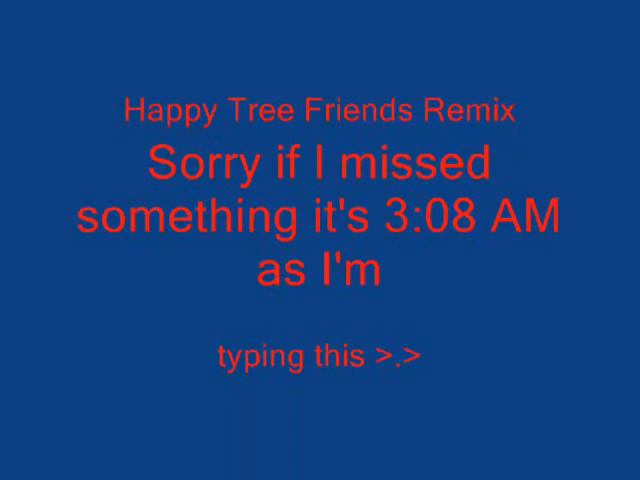 Happy Tree Friends Remix
Sorry if I missed
something it's 3:08 AM
as I'm
typing this >.>